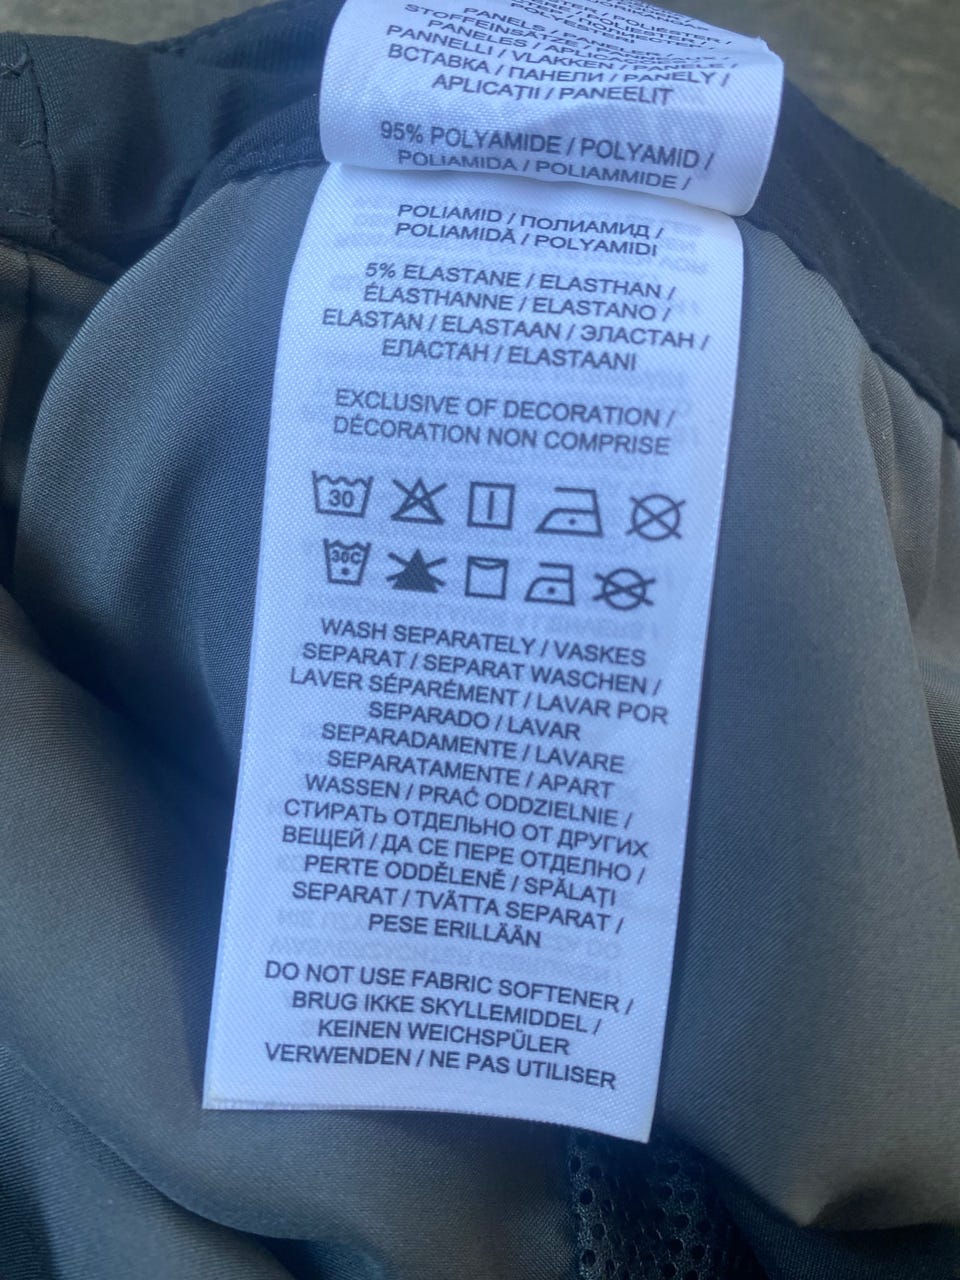 PANELS / PANELER /
STOFFEINSÄTZE /
PANELES / APLICACIONES /
PANNELLI / VLAKKEN / PANELE /
ВСТАВКА / ПАНЕЛИ / PANELY /
APLICAŢII / PANEELIT
95% POLYAMIDE / POLYAMID /
POLIAMIDA / POLIAMMIDE /
POLIAMID / ПОЛИАМИД /
POLIAMIDĂ / POLYAMIDI
5% ELASTANE / ELASTHAN /
ÉLASTHANNE / ELASTANO /
ELASTAN / ELASTAAN / ЭЛАСТАН /
ЕЛАСТАН / ELASTAANI
EXCLUSIVE OF DECORATION /
DÉCORATION NON COMPRISE
30
30C
WASH SEPARATELY / VASKES
SEPARAT / SEPARAT WASCHEN /
LAVER SÉPARÉMENT / LAVAR POR
SEPARADO / LAVAR
SEPARADAMENTE / LAVARE
SEPARATAMENTE / APART
WASSEN / PRAĆ ODDZIELNIE /
СТИРАТЬ ОТДЕЛЬНО ОТ ДРУГИХ
ВЕЩЕЙ / ДА СЕ ПЕРЕ ОТДЕЛНО /
PERTE ODDĚLENĚ / SPĂLAŢI
SEPARAT / TVÄTTA SEPARAT /
PESE ERILLÄÄN
DO NOT USE FABRIC SOFTENER /
BRUG IKKE SKYLLEMIDDEL /
KEINEN WEICHSPÜLER
VERWENDEN / NE PAS UTILISER